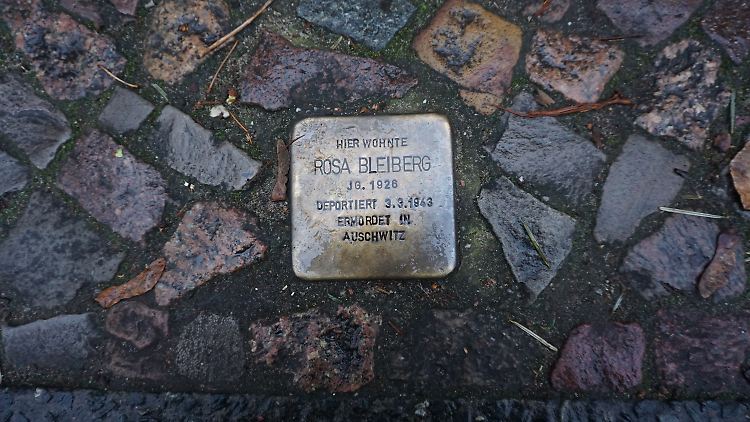 HIER WOHNTE
ROSA BLEIBERG
JG. 1926
DEPORTIERT 3.3.1943
ERMORDET IN
AUSCHWITZ